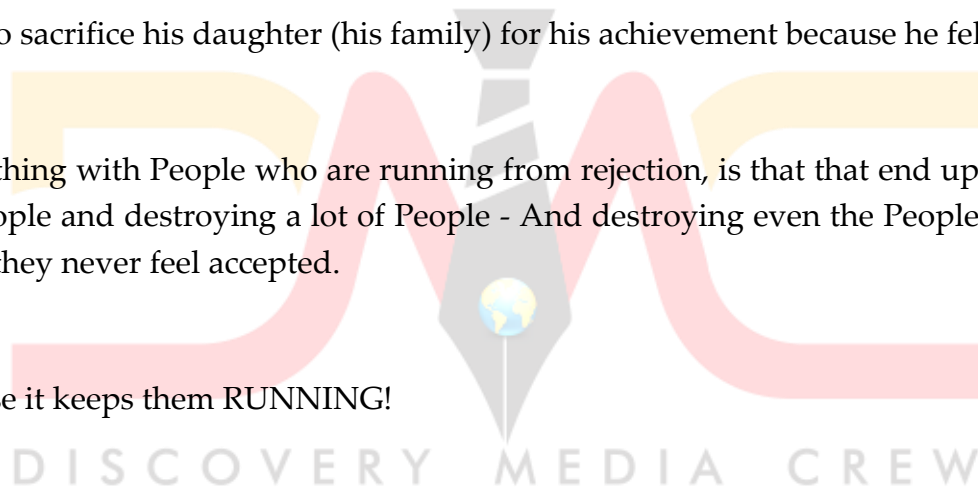 o sacrifice his daughter (his family) for his achievement because he fel
thing with People who are running from rejection, is that that end up
ople and destroying a lot of People - And destroying even the People
they never feel accepted.
se it keeps them RUNNING!
DISCOVERY MEDIA CREW